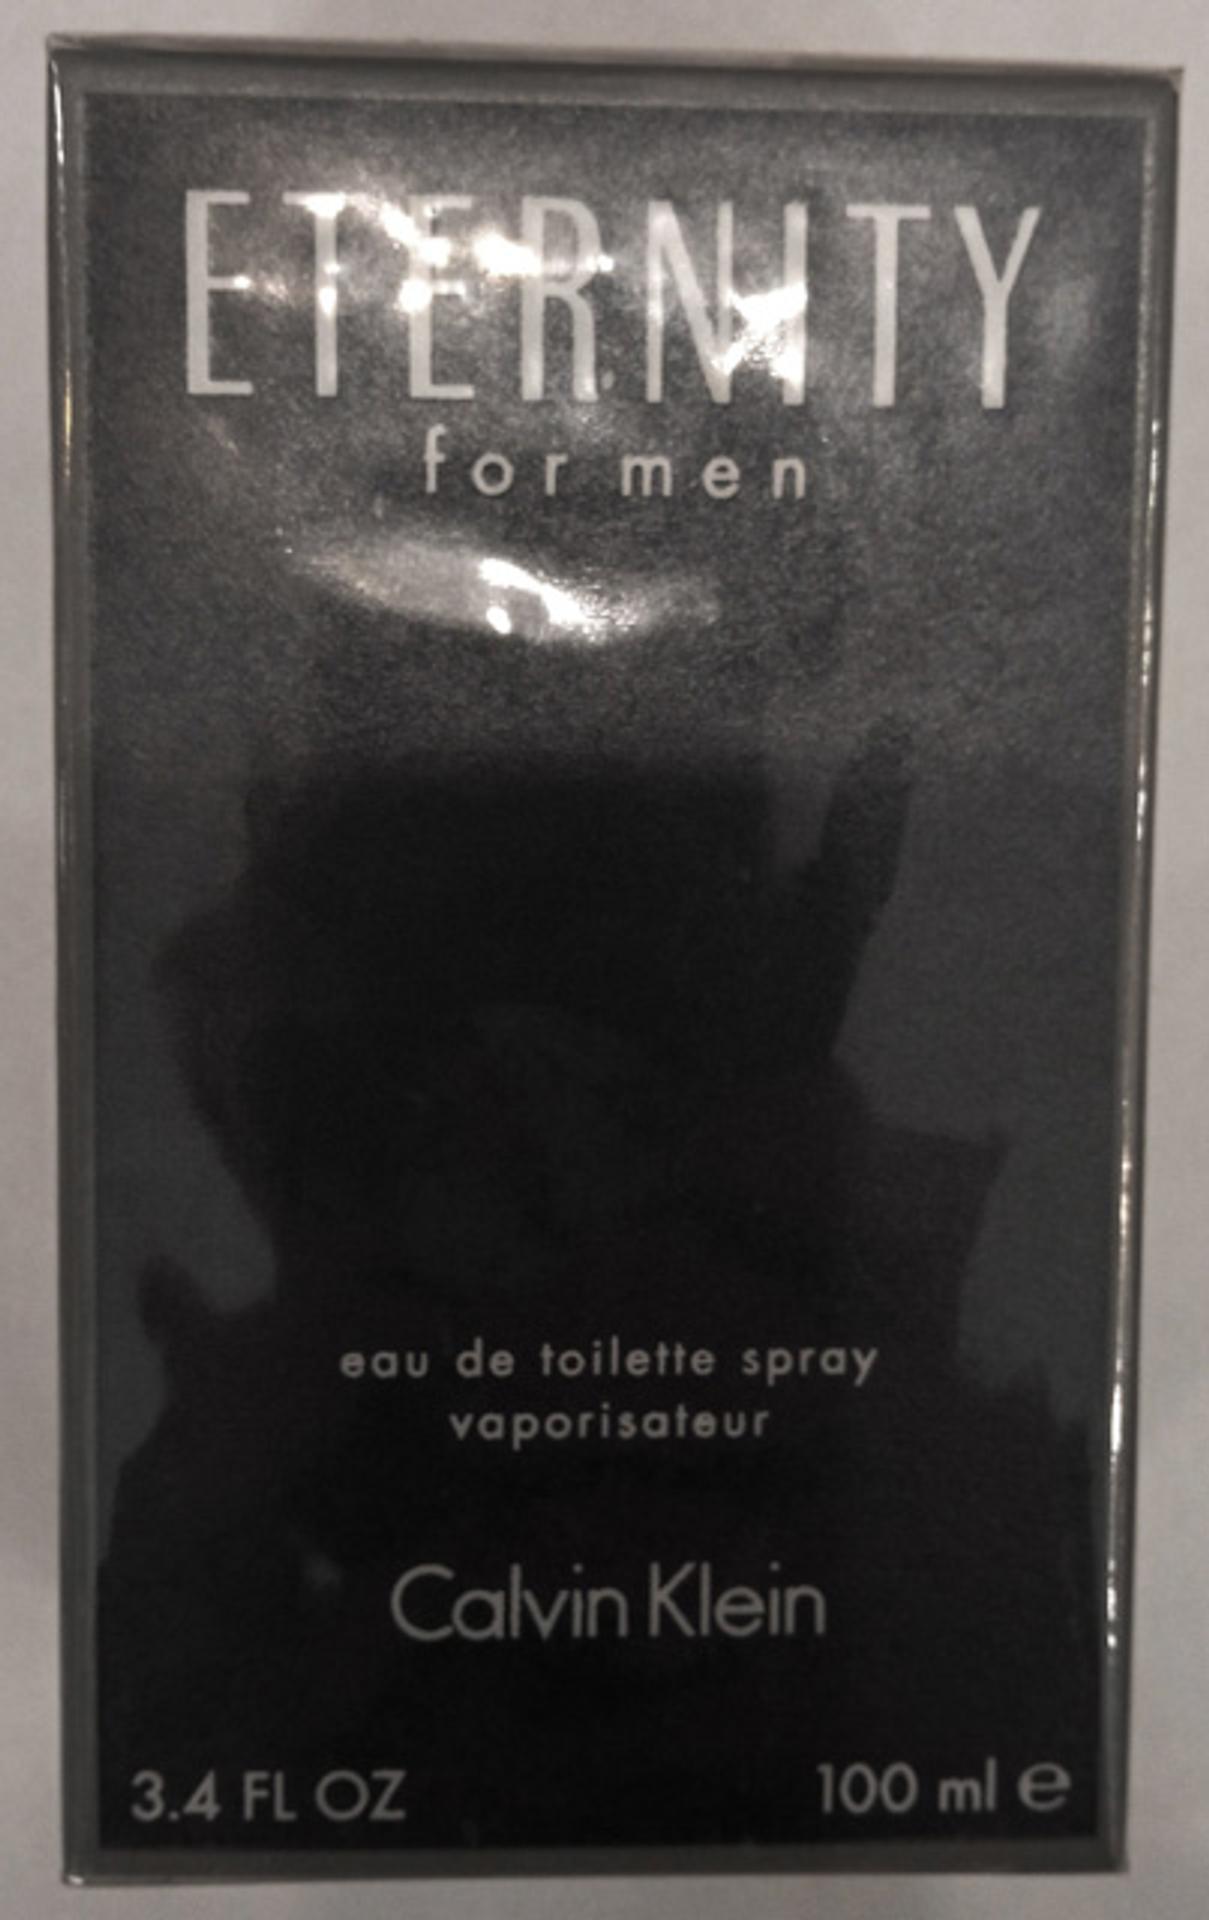 ETERNITY
for men
eau de toilette spray
vaporisateur
Calvin Klein
3.4 FL OZ
100 ml ℮